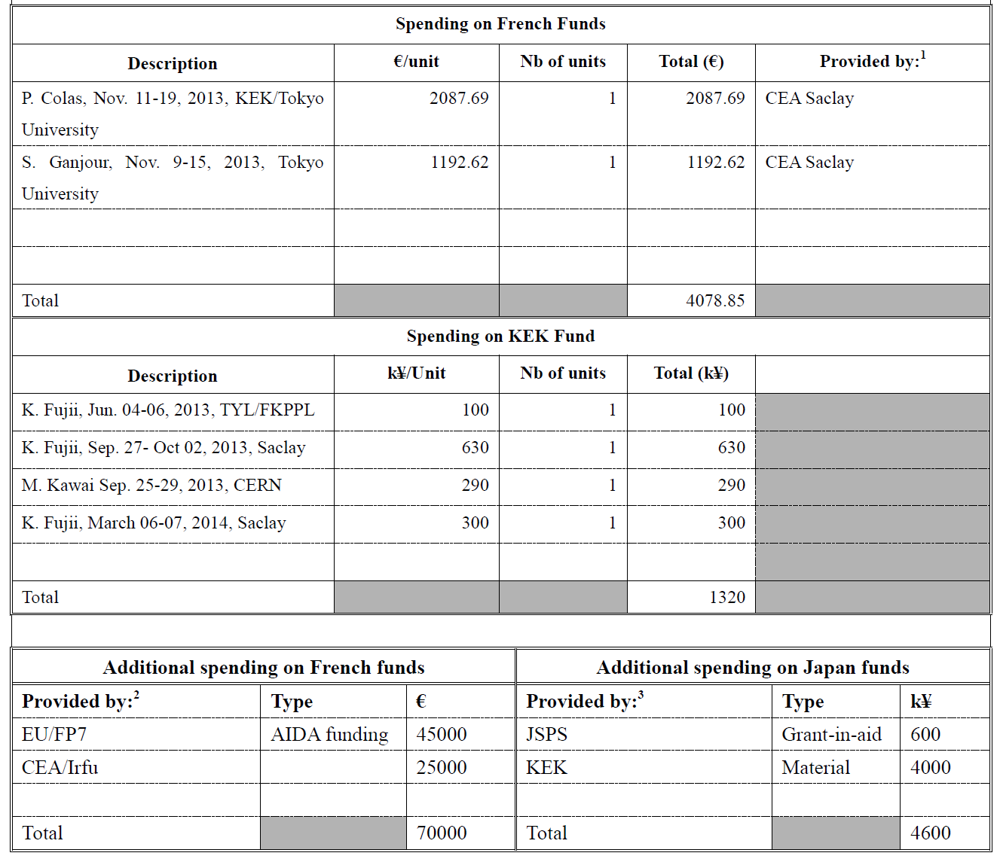 Spending on French Funds
Description €/unit Nb of units Total (€) Provided by:1
P. Colas, Nov. 11-19, 2013, KEK/Tokyo University 2087.69 1 2087.69 CEA Saclay
S. Ganjour, Nov. 9-15, 2013, Tokyo University 1192.62 1 1192.62 CEA Saclay
Total 4078.85
Spending on KEK Fund
Description k¥/Unit Nb of units Total (k¥)
K. Fujii, Jun. 04-06, 2013, TYL/FKPPL 100 1 100
K. Fujii, Sep. 27- Oct 02, 2013, Saclay 630 1 630
M. Kawai Sep. 25-29, 2013, CERN 290 1 290
K. Fujii, March 06-07, 2014, Saclay 300 1 300
Total 1320
Additional spending on French funds Additional spending on Japan funds
Provided by:2 Type € Provided by:3 Type k¥
EU/FP7 AIDA funding 45000 JSPS Grant-in-aid 600
CEA/Irfu 25000 KEK Material 4000
Total 70000 Total 4600